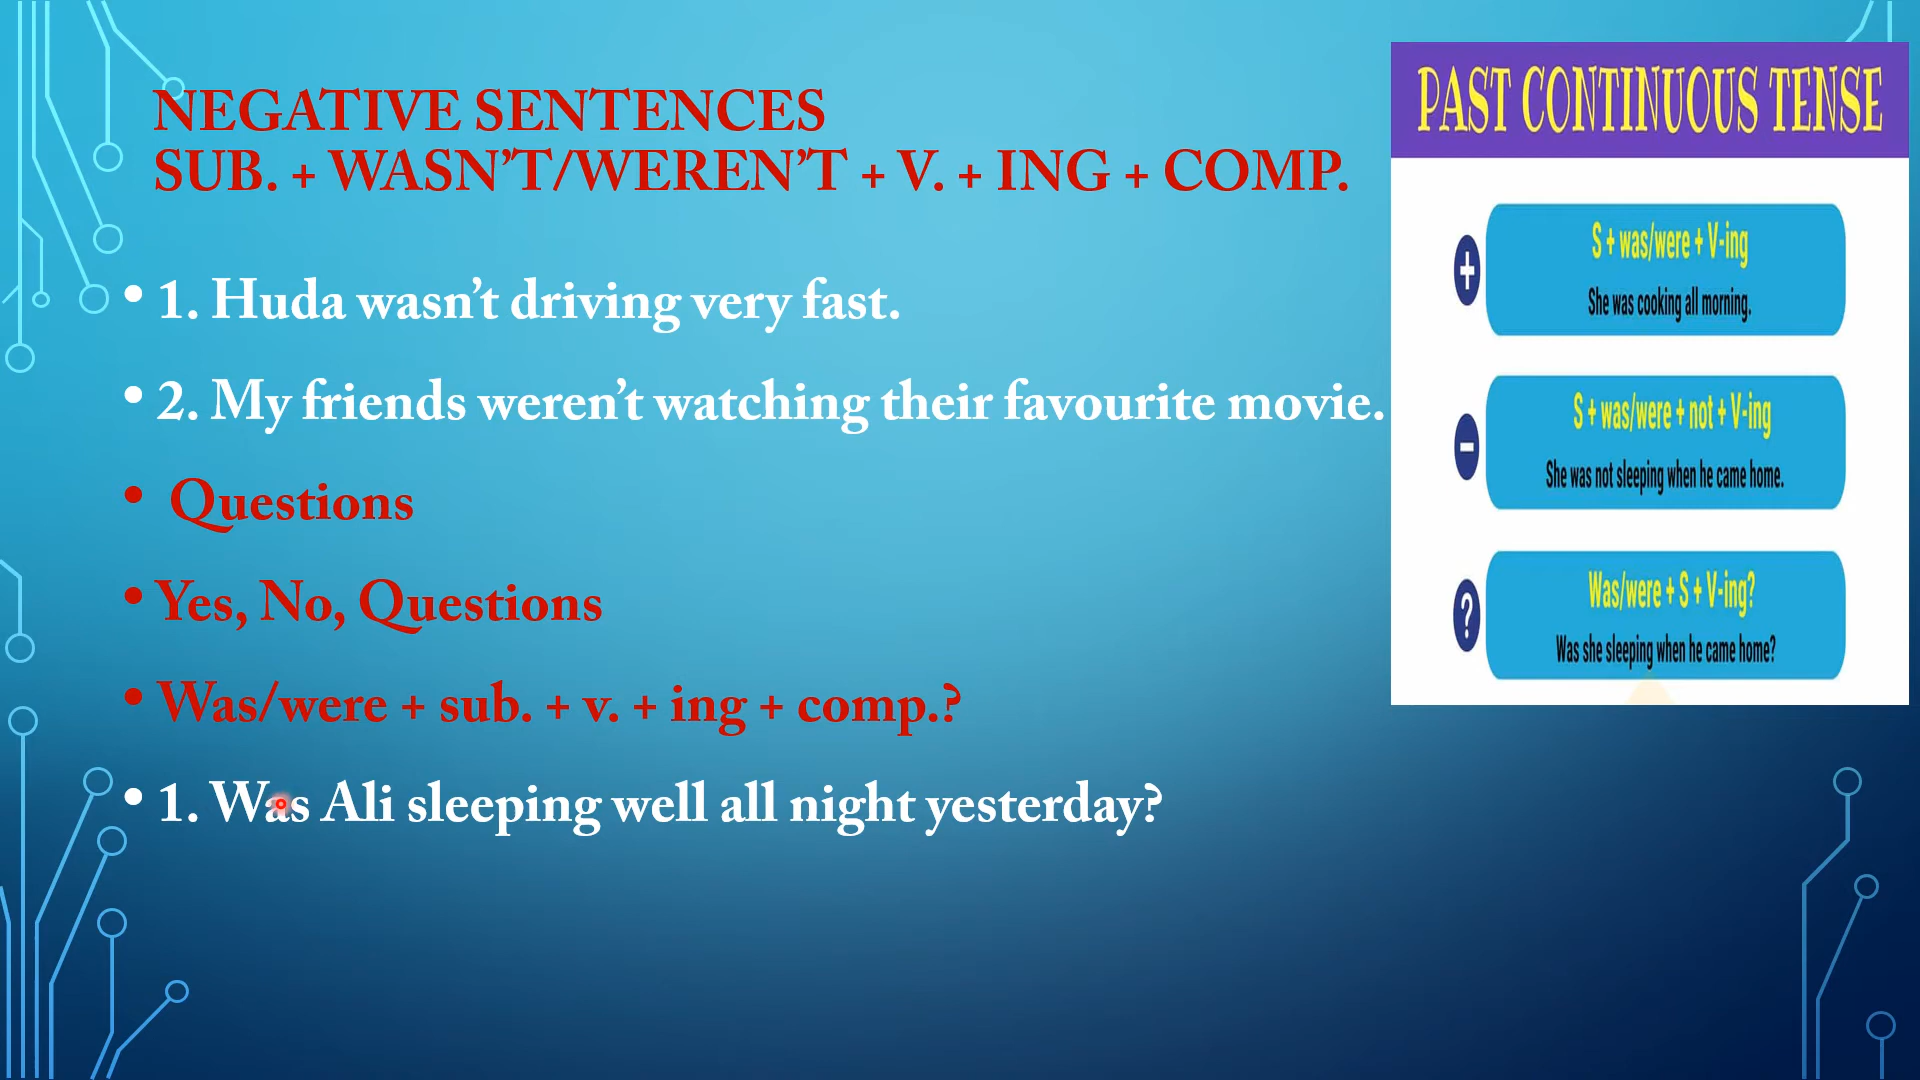 NEGATIVE SENTENCES
SUB. + WASN’T/WEREN’T + V. + ING + COMP.
• 1. Huda wasn’t driving very fast.
• 2. My friends weren’t watching their favourite movie.
• Questions
• Yes, No, Questions
• Was/were + sub. + v. + ing + comp.?
• 1. Was Ali sleeping well all night yesterday?
PAST CONTINUOUS TENSE
+
S + was/were + V-ing
She was cooking all morning.
-
S + was/were + not + V-ing
She was not sleeping when he came home.
?
Was/were + S + V-ing?
Was she sleeping when he came home?